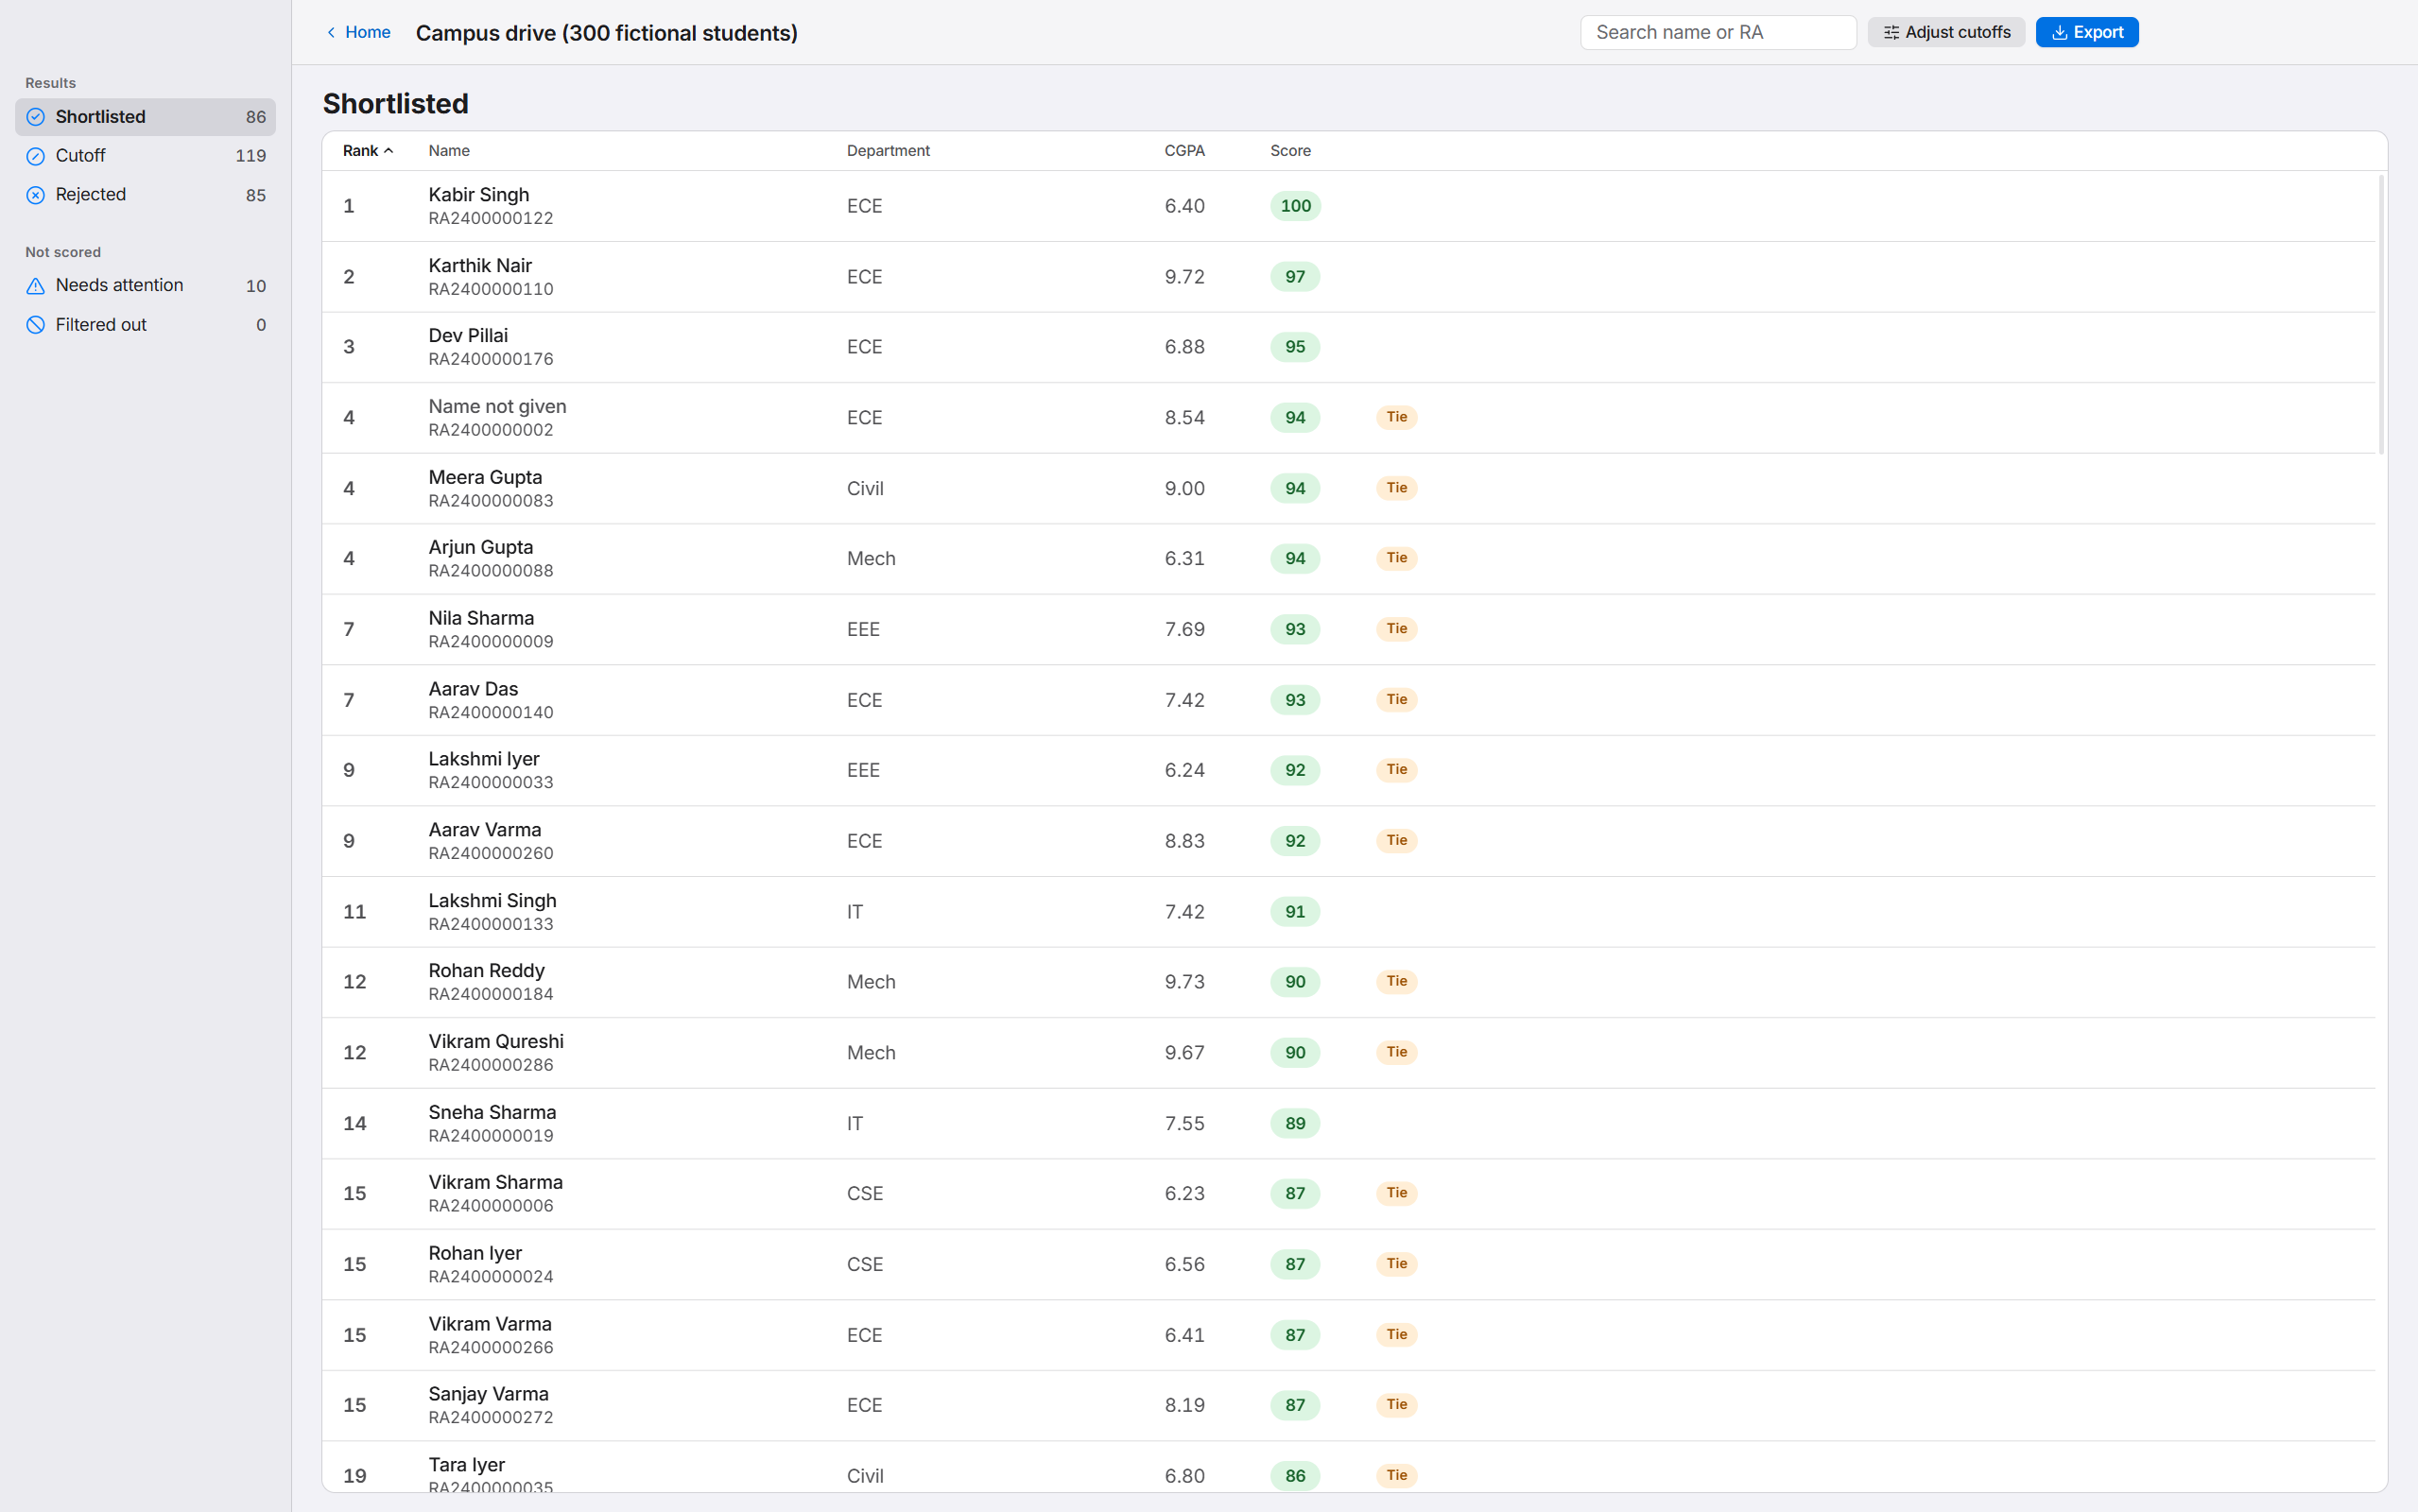 Home
Campus drive (300 fictional students)
Search name or RA
Adjust cutoffs
Export
Results
Shortlisted 86
Cutoff 119
Rejected 85
Not scored
Needs attention 10
Filtered out 0
Shortlisted
Rank Name Department CGPA Score
1 Kabir Singh ECE 6.40 100
RA2400000122
2 Karthik Nair ECE 9.72 97
RA2400000110
3 Dev Pillai ECE 6.88 95
RA2400000176
4 Name not given ECE 8.54 94 Tie
RA2400000002
4 Meera Gupta Civil 9.00 94 Tie
RA2400000083
4 Arjun Gupta Mech 6.31 94 Tie
RA2400000088
7 Nila Sharma EEE 7.69 93 Tie
RA2400000009
7 Aarav Das ECE 7.42 93 Tie
RA2400000140
9 Lakshmi Iyer EEE 6.24 92 Tie
RA2400000033
9 Aarav Varma ECE 8.83 92 Tie
RA2400000260
11 Lakshmi Singh IT 7.42 91
RA2400000133
12 Rohan Reddy Mech 9.73 90 Tie
RA2400000184
12 Vikram Qureshi Mech 9.67 90 Tie
RA2400000286
14 Sneha Sharma IT 7.55 89
RA2400000019
15 Vikram Sharma CSE 6.23 87 Tie
RA2400000006
15 Rohan Iyer CSE 6.56 87 Tie
RA2400000024
15 Vikram Varma ECE 6.41 87 Tie
RA2400000266
15 Sanjay Varma ECE 8.19 87 Tie
RA2400000272
19 Tara Iyer Civil 6.80 86 Tie
RA2400000035